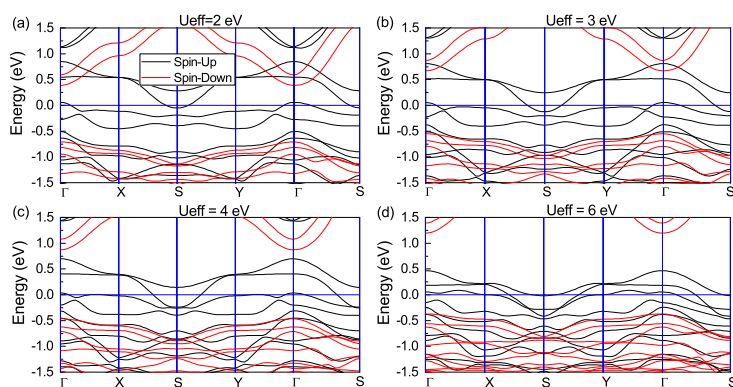 (a) Ueff=2 eV
1.5
1.0
0.5
0.0
-0.5
-1.0
-1.5
Energy (eV)
Spin-Up
Spin-Down
Γ X S Y Γ S
(b) Ueff = 3 eV
1.5
1.0
0.5
0.0
-0.5
-1.0
-1.5
Energy (eV)
Γ X S Y Γ S
(c) Ueff = 4 eV
1.5
1.0
0.5
0.0
-0.5
-1.0
-1.5
Energy (eV)
Γ X S Y Γ S
(d) Ueff = 6 eV
1.5
1.0
0.5
0.0
-0.5
-1.0
-1.5
Energy (eV)
Γ X S Y Γ S